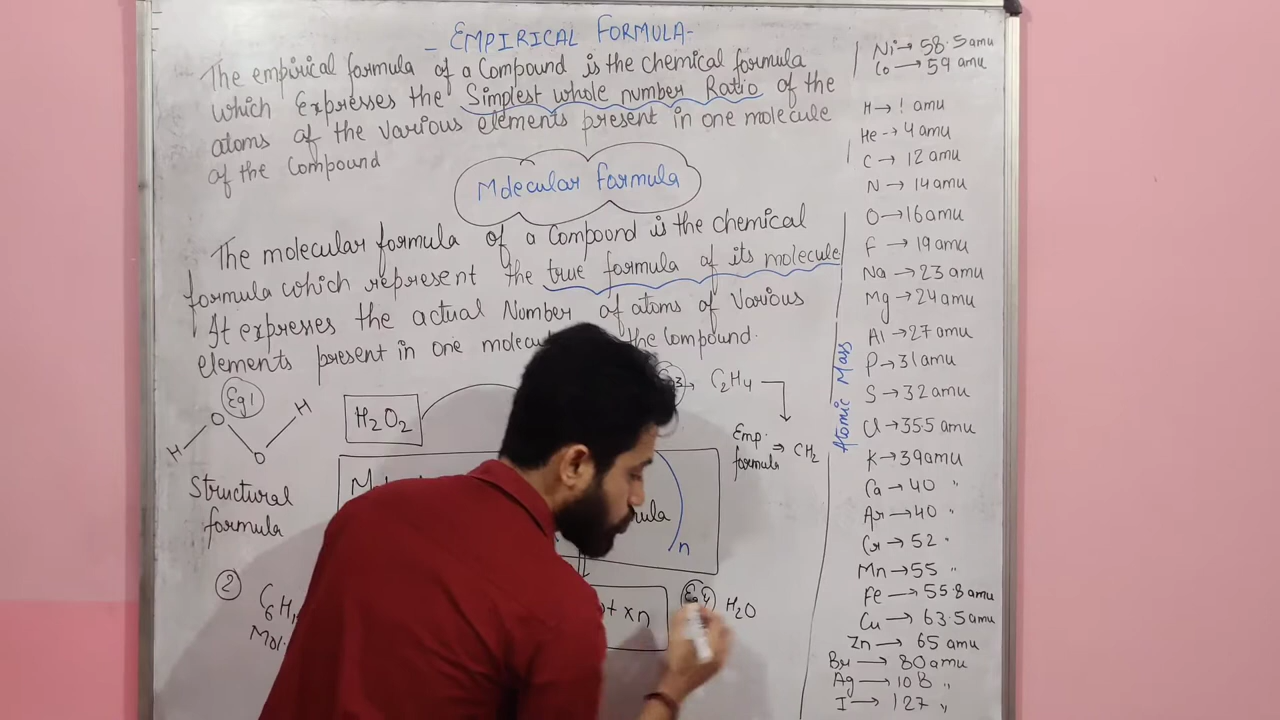 - EMPIRICAL FORMULA-
The empirical formula of a Compound is the chemical formula
which Expresses the Simplest whole number Ratio of the
atoms of the various elements present in one molecule
of the Compound
Molecular formula
The molecular formula of a Compound is the chemical
formula which represent the true formula of its molecule
It expresses the actual Number of atoms of Various
elements present in one the Compound.
Eg1
H
O
O
H
H2O2
Structural
formula
n
2
C6H
Mol.
xn
C2H4
Emp.
formula ⇒ CH2
Eg 4
H2O
Atomic Mass
Ni → 58.5 amu
Co → 59 amu
H → 1 amu
He → 4 amu
C → 12 amu
N → 14 amu
O → 16 amu
F → 19 amu
Na → 23 amu
Mg → 24 amu
Al → 27 amu
P → 31 amu
S → 32 amu
Cl → 35.5 amu
K → 39 amu
Ca → 40 "
Ar → 40 "
Cr → 52 "
Mn → 55 "
Fe → 55.8 amu
Cu → 63.5 amu
Zn → 65 amu
Br → 80 amu
Ag → 108 "
I → 127 "